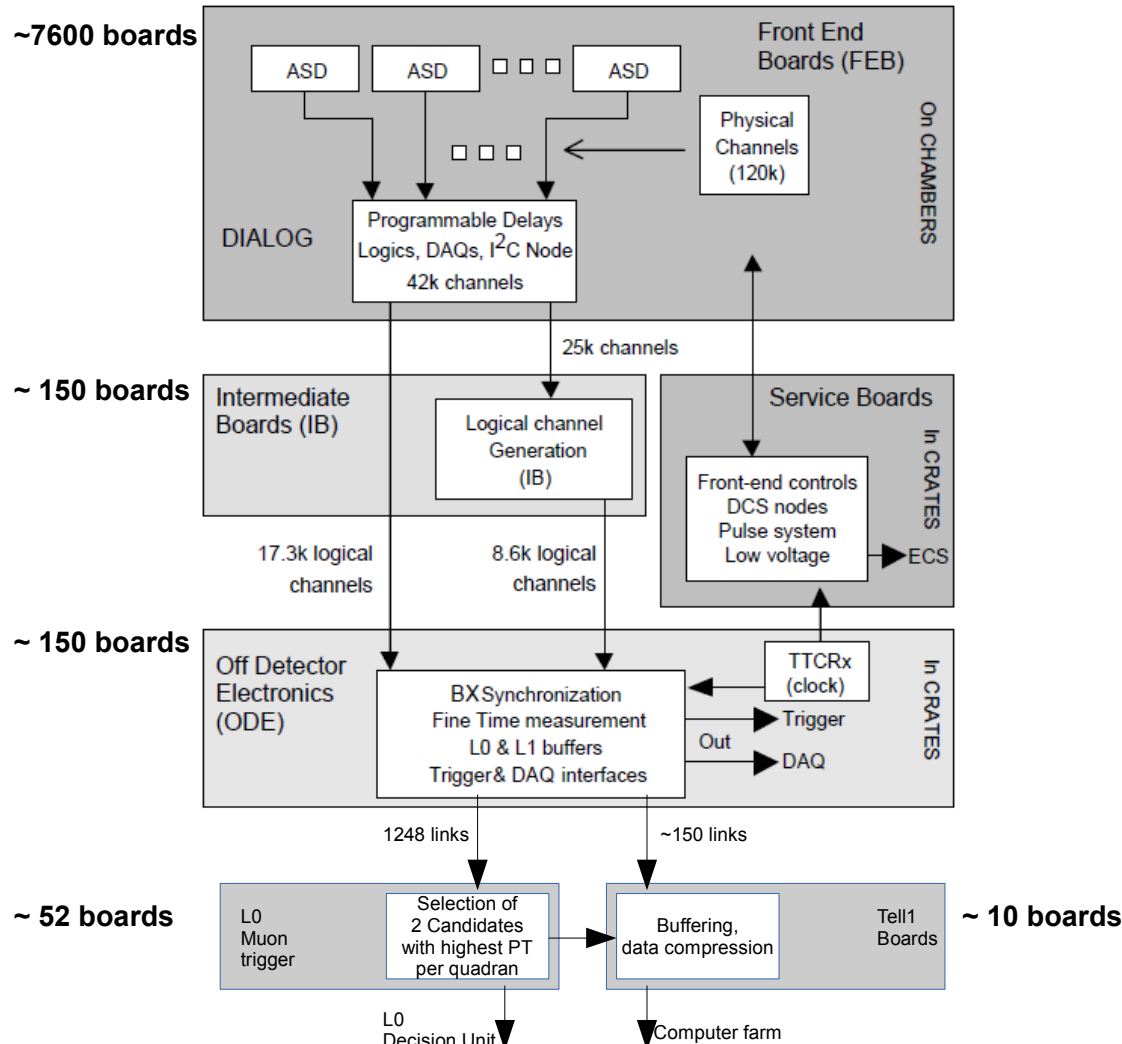 ~7600 boards
Front End
Boards (FEB)
ASD
ASD
ASD
On CHAMBERS
Physical
Channels
(120k)
Programmable Delays
Logics, DAQs, I2C Node
42k channels
DIALOG
25k channels
~ 150 boards
Intermediate
Boards (IB)
Logical channel
Generation
(IB)
Service Boards
In CRATES
Front-end controls
DCS nodes
Pulse system
Low voltage
ECS
17.3k logical
channels
8.6k logical
channels
~ 150 boards
Off Detector
Electronics
(ODE)
BX Synchronization
Fine Time measurement
L0 & L1 buffers
Trigger& DAQ interfaces
TTCRx
(clock)
In CRATES
Trigger
Out
DAQ
1248 links
~150 links
~ 52 boards
L0
Muon
trigger
Selection of
2 Candidates
with highest PT
per quadran
Buffering,
data compression
Tell1
Boards
~ 10 boards
L0
Decision Unit
Computer farm